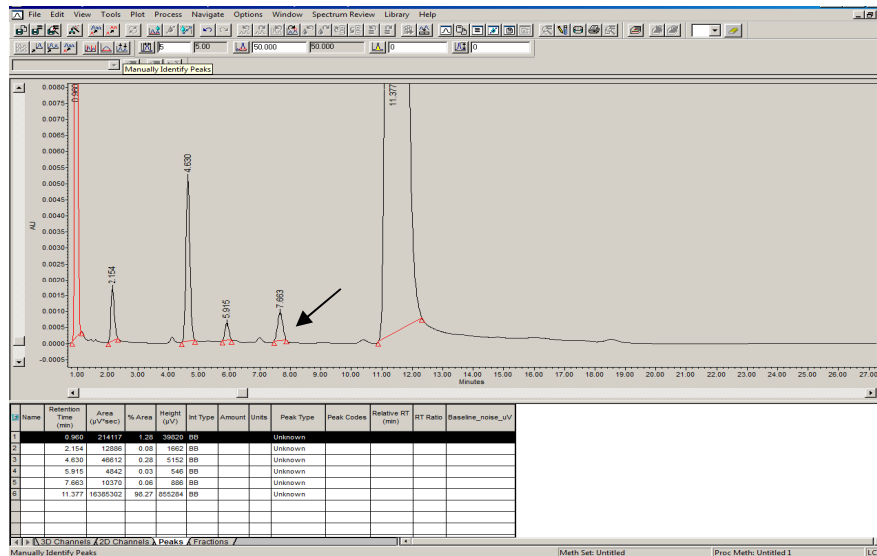 File Edit View Tools Plot Process Navigate Options Window Spectrum Review Library Help
5 5.00 50.000 50.000 0 0
Manually Identify Peaks
0.960
2.154
4.630
5.915
7.663
11.377
0.0080
0.0075
0.0070
0.0065
0.0060
0.0055
0.0050
0.0045
0.0040
0.0035
0.0030
0.0025
0.0020
0.0015
0.0010
0.0005
0.0000
-0.0005
AU
1.00 2.00 3.00 4.00 5.00 6.00 7.00 8.00 9.00 10.00 11.00 12.00 13.00 14.00 15.00 16.00 17.00 18.00 19.00 20.00 21.00 22.00 23.00 24.00 25.00 26.00 27.00
Minutes
Name Retention Time (min) Area (µV*sec) % Area Height (µV) Int Type Amount Units Peak Type Peak Codes Relative RT (min) RT Ratio Baseline_noise_uV
1 0.960 214117 1.28 39820 BB Unknown
2 2.154 12886 0.08 1662 BB Unknown
3 4.630 46612 0.28 5152 BB Unknown
4 5.915 4842 0.03 546 BB Unknown
5 7.663 10370 0.06 886 BB Unknown
6 11.377 16385302 98.27 855284 BB Unknown
3D Channels 2D Channels Peaks Fractions
Manually Identify Peaks Meth Set: Untitled Proc Meth: Untitled 1 LC